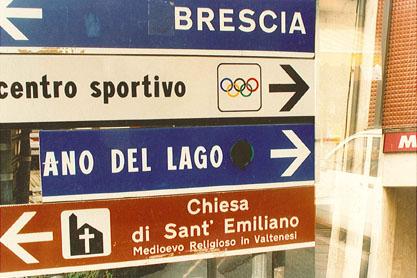 BRESCIA
centro sportivo
ANO DEL LAGO
Chiesa
di Sant' Emiliano
Medioevo Religioso in Valtenesi
M